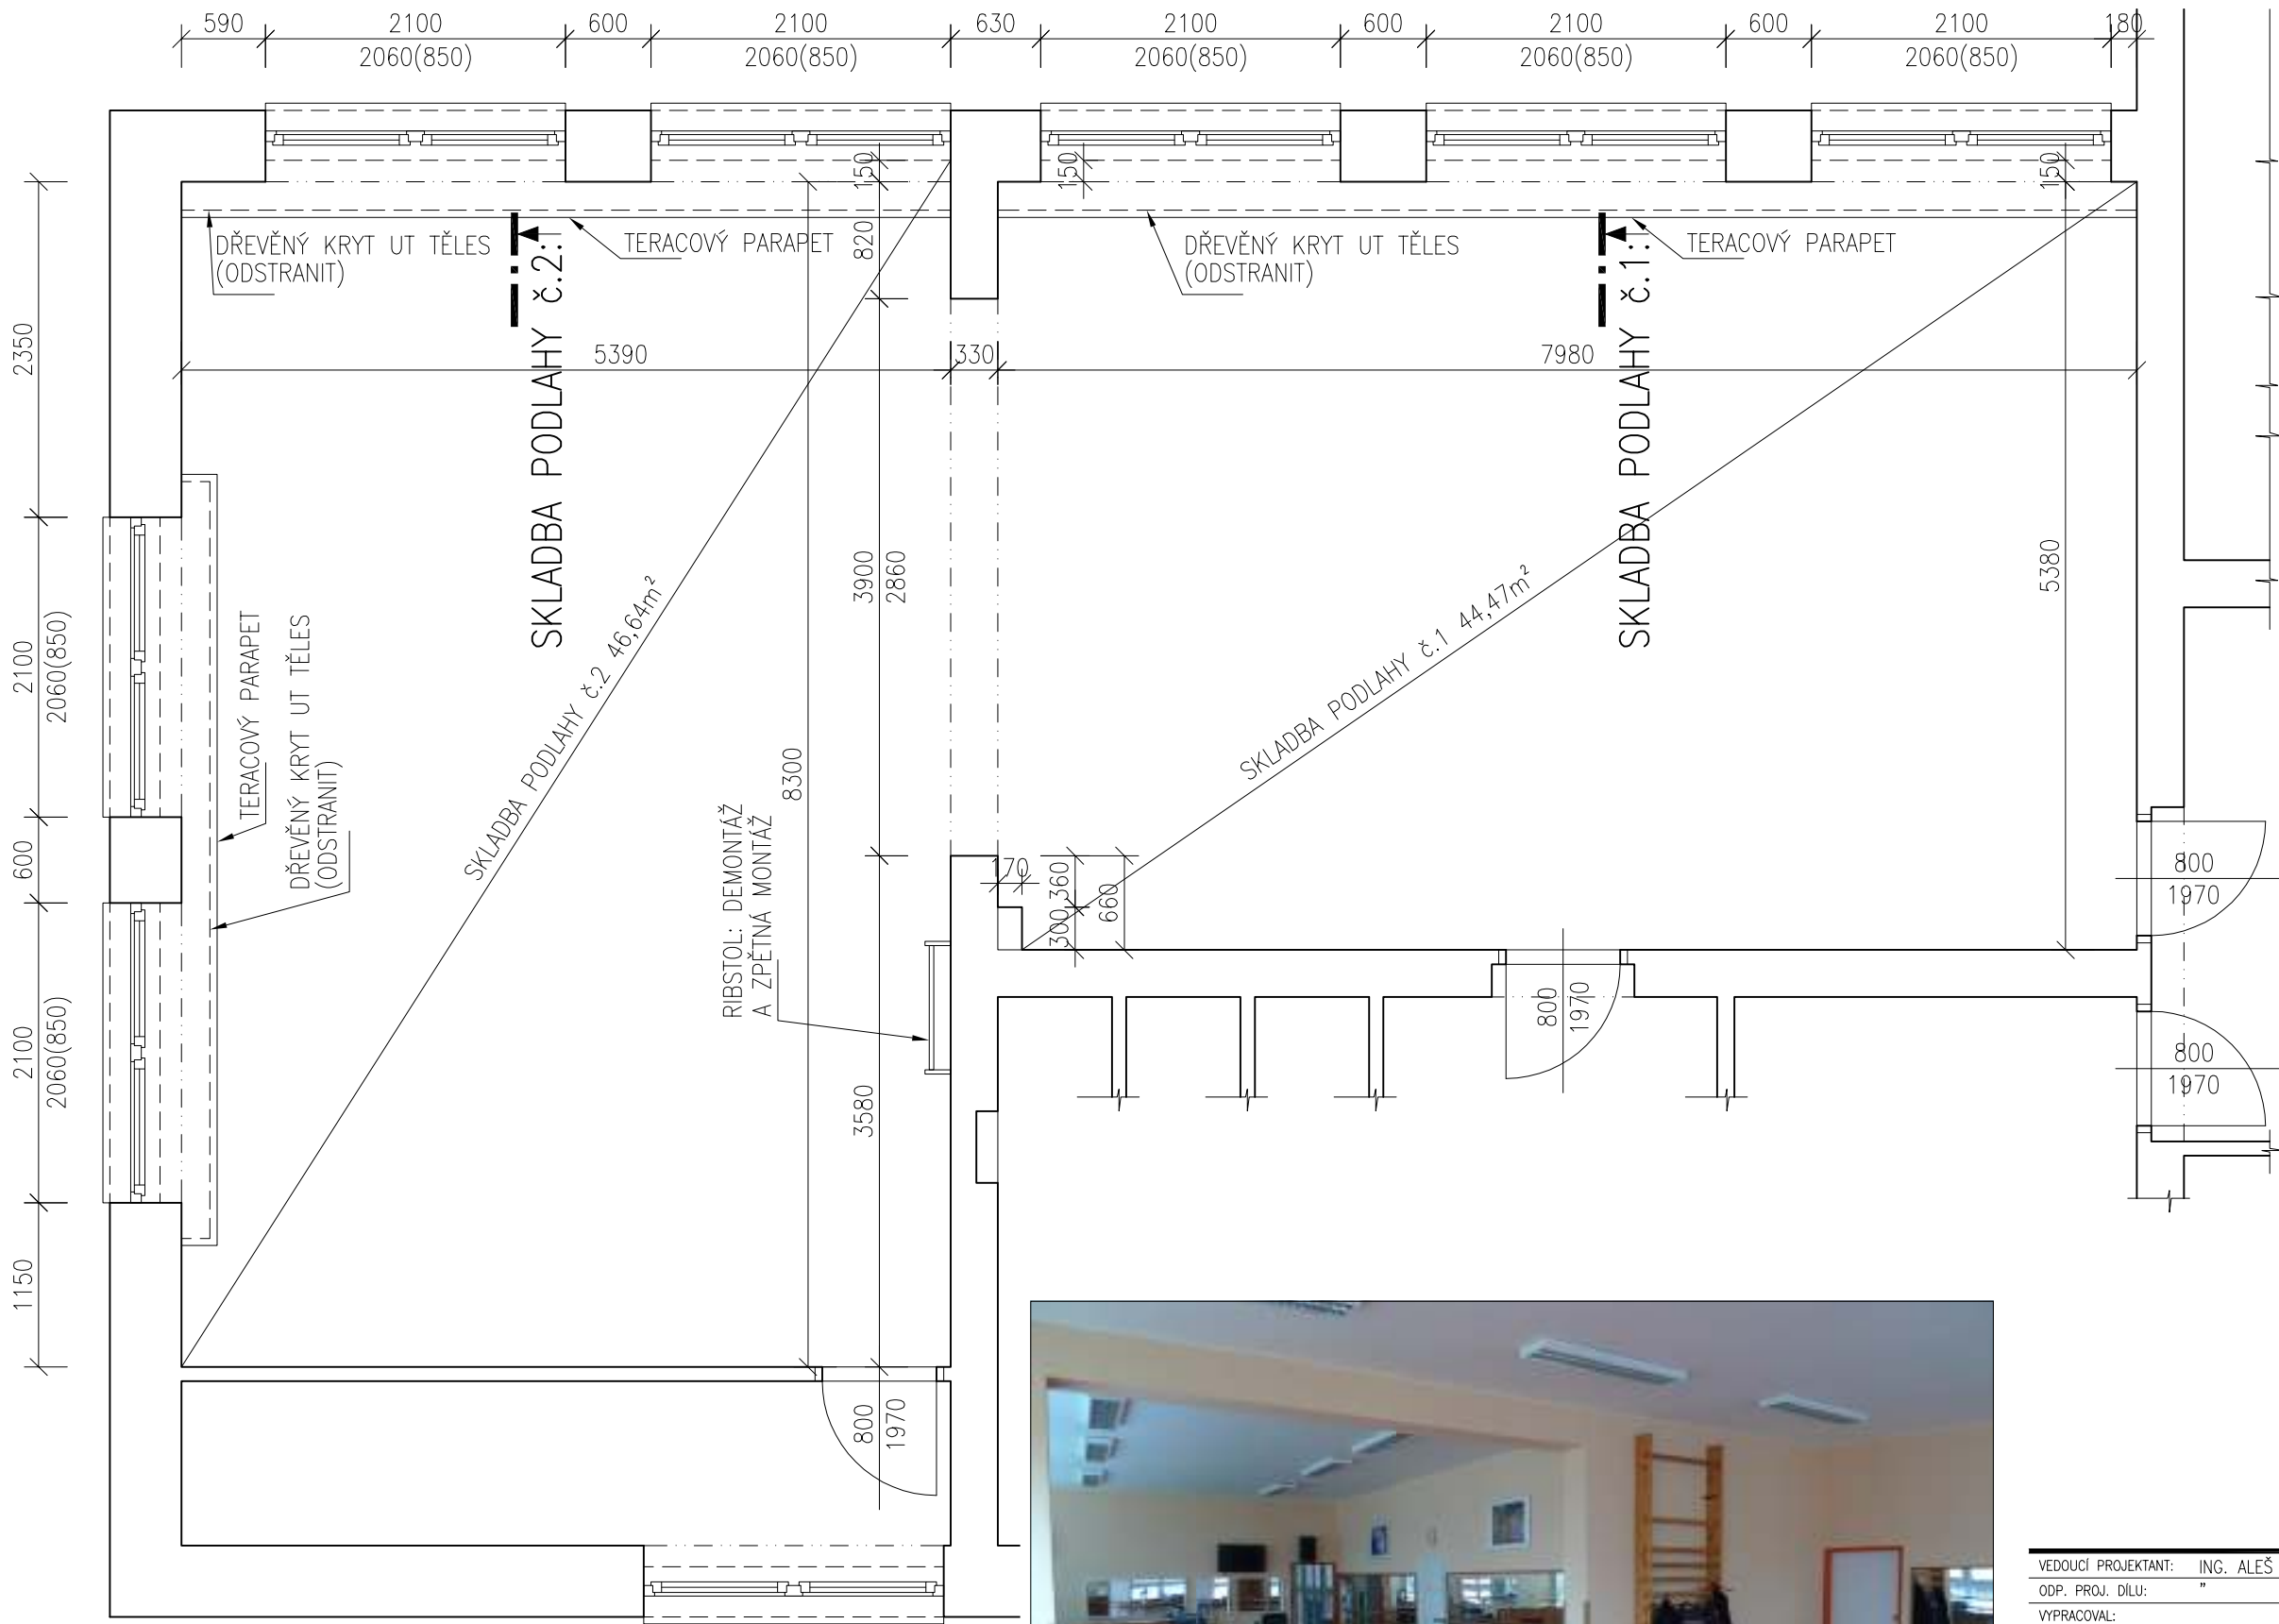 590 2100 600 2100 630 2100 600 2100 600 2100 180
2060(850) 2060(850) 2060(850) 2060(850) 2060(850)
150 150 150
820
DŘEVĚNÝ KRYT UT TĚLES
(ODSTRANIT)
SKLADBA PODLAHY č.2:
TERACOVÝ PARAPET
DŘEVĚNÝ KRYT UT TĚLES
(ODSTRANIT)
SKLADBA PODLAHY č.1:
TERACOVÝ PARAPET
2350
5390 330 7980
2100
2060(850)
TERACOVÝ PARAPET
DŘEVĚNÝ KRYT UT TĚLES
(ODSTRANIT)
SKLADBA PODLAHY č.2 46,64m²
8300
3900
2860
SKLADBA PODLAHY č.1 44,47m²
5380
600
RIBSTOL: DEMONTÁŽ
A ZPĚTNÁ MONTÁŽ
170
360
300
660
800
1970
2100
2060(850)
800
1970
800
1970
3580
1150
800
1970
VEDOUCÍ PROJEKTANT: ING. ALEŠ
ODP. PROJ. DÍLU: "
VYPRACOVAL: